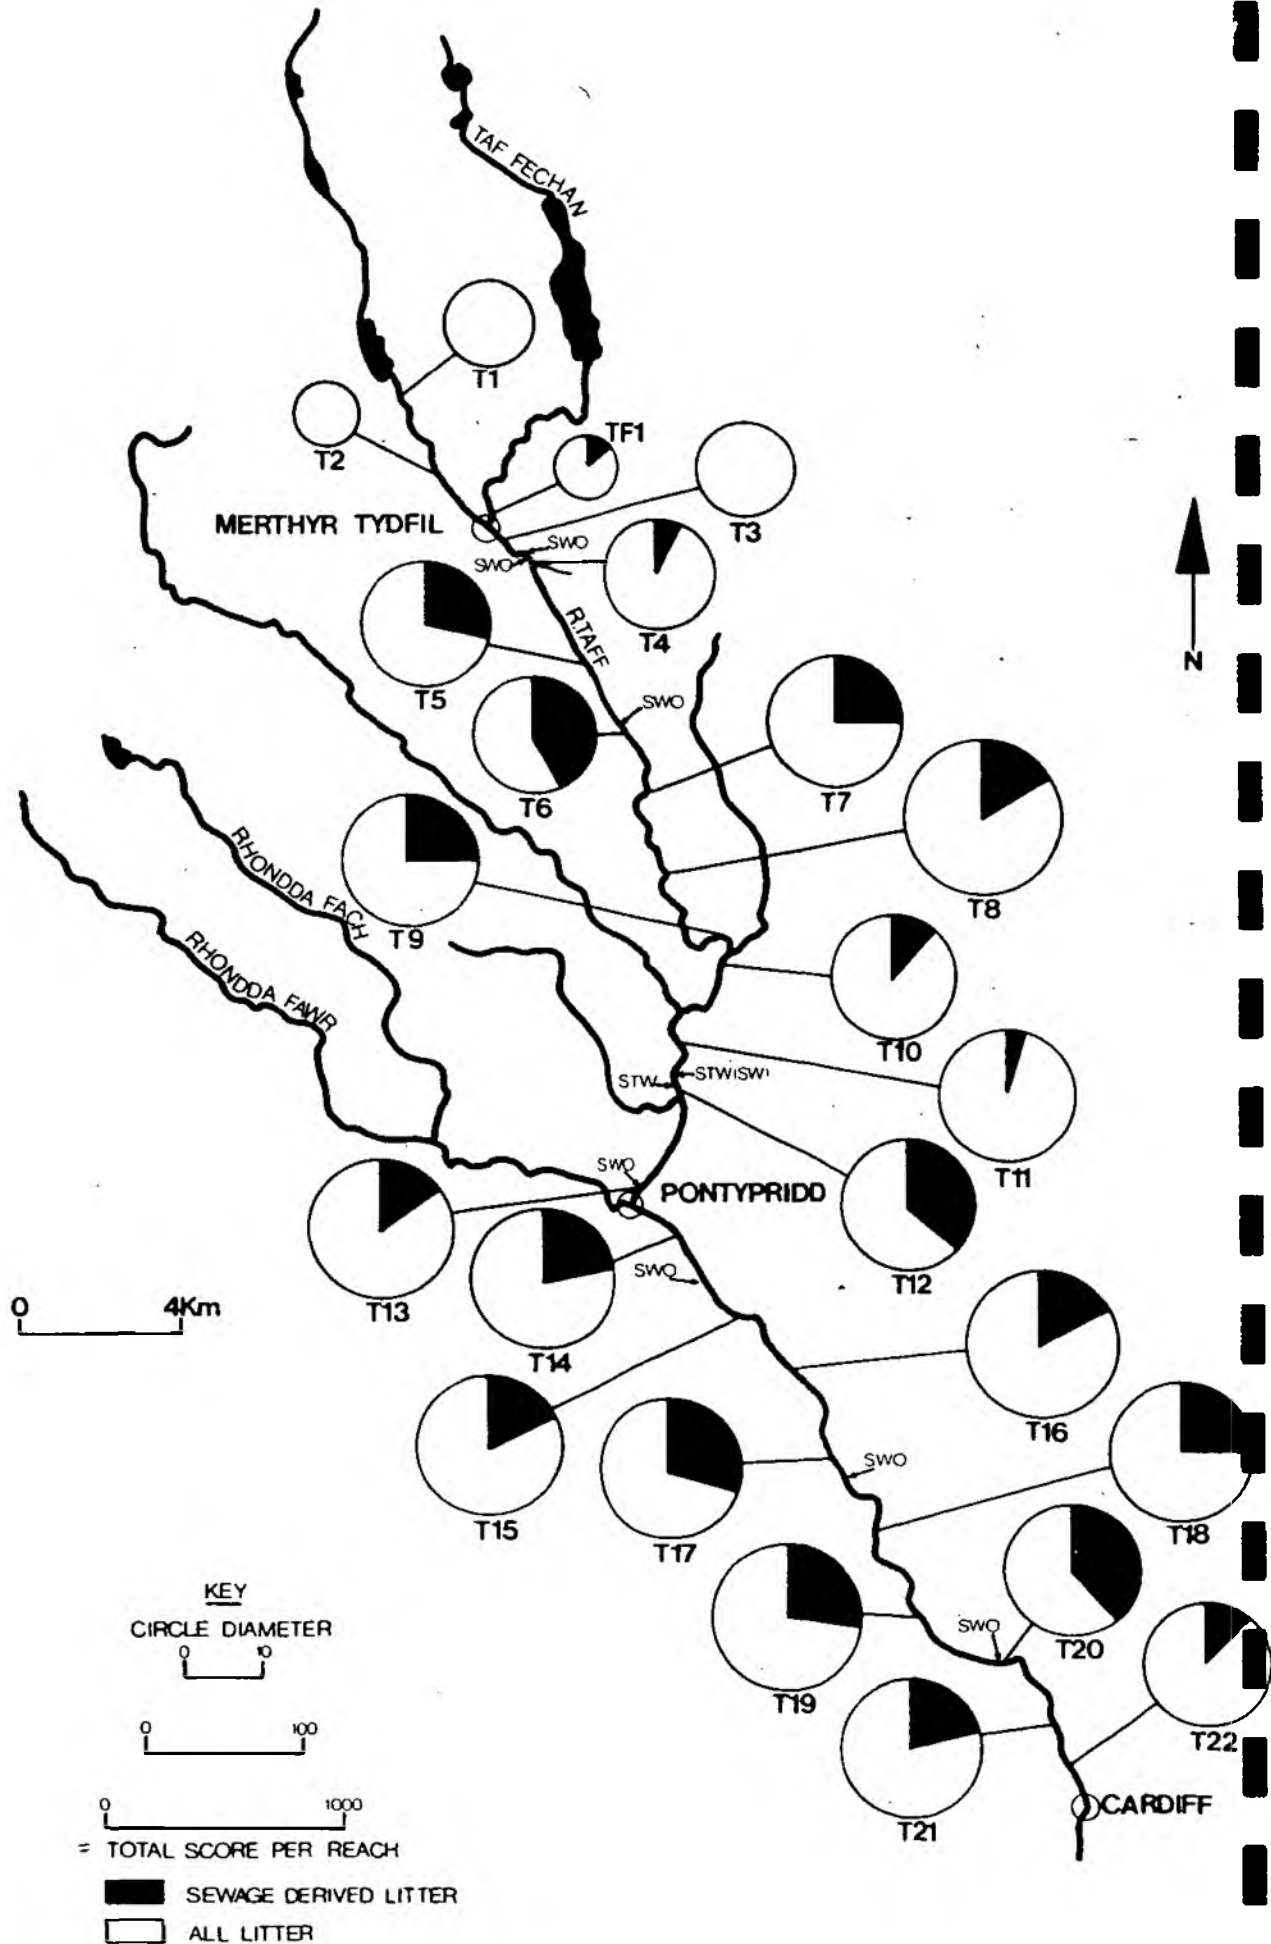 TAF FECHAN
T1
T2
TF1
T3
MERTHYR TYDFIL
SWO
SWO
T4
R.TAFF
T5
N
SWO
T6
T7
RHONDDA FACH
T8
T9
RHONDDA FAWR
T10
STW
STW(SW)
T11
SWO
PONTYPRIDD
T12
T13
SWO
0 4Km
T14
T16
SWO
T15
T17
T18
KEY
CIRCLE DIAMETER
0 10
SWO
T20
T19
0 100
T22
CARDIFF
T21
0 1000
= TOTAL SCORE PER REACH
SEWAGE DERIVED LITTER
ALL LITTER